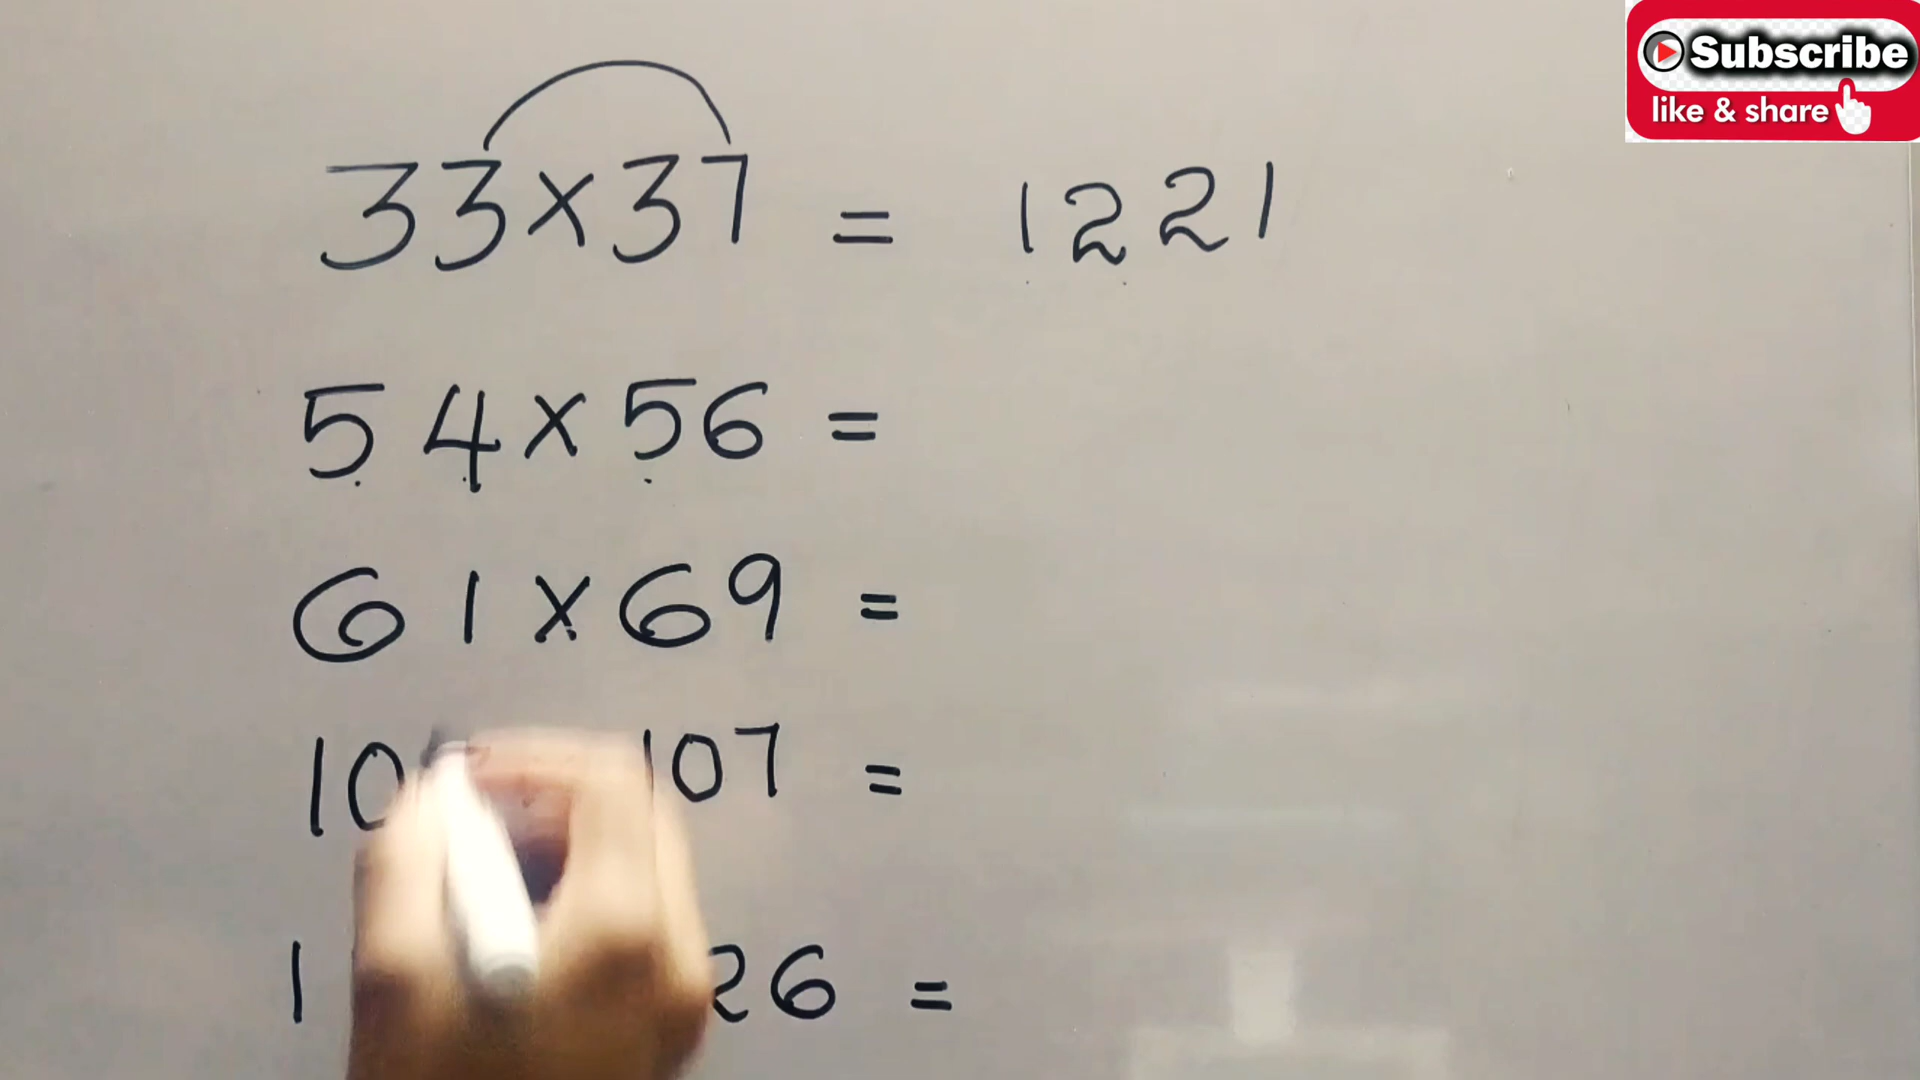 Subscribe
like & share
33×37 = 1221
54×56 =
61×69 =
10 107 =
1 26 =